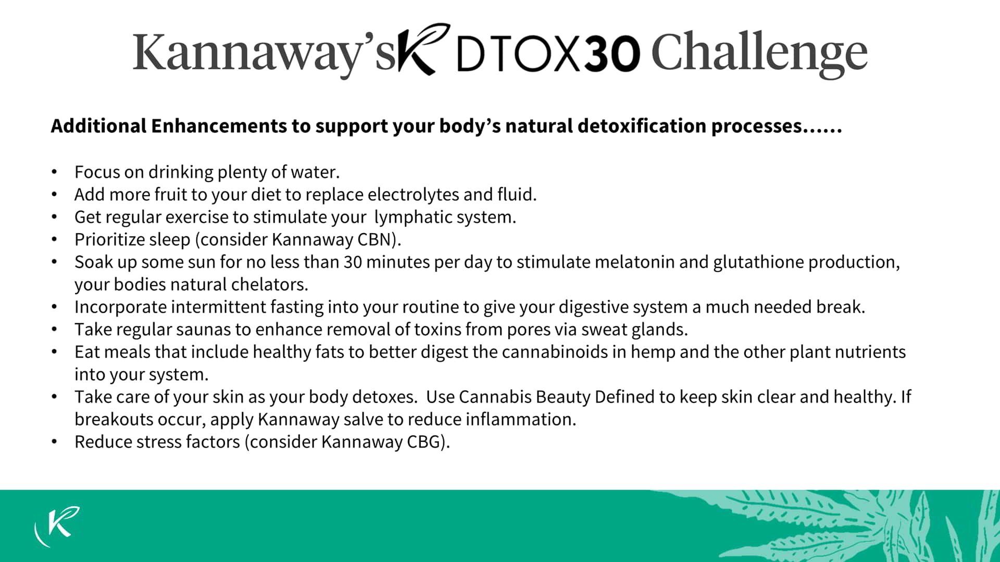 Kannaway’s K DTOX30 Challenge
Additional Enhancements to support your body’s natural detoxification processes……
• Focus on drinking plenty of water.
• Add more fruit to your diet to replace electrolytes and fluid.
• Get regular exercise to stimulate your  lymphatic system.
• Prioritize sleep (consider Kannaway CBN).
• Soak up some sun for no less than 30 minutes per day to stimulate melatonin and glutathione production,
your bodies natural chelators.
• Incorporate intermittent fasting into your routine to give your digestive system a much needed break.
• Take regular saunas to enhance removal of toxins from pores via sweat glands.
• Eat meals that include healthy fats to better digest the cannabinoids in hemp and the other plant nutrients
into your system.
• Take care of your skin as your body detoxes.  Use Cannabis Beauty Defined to keep skin clear and healthy. If
breakouts occur, apply Kannaway salve to reduce inflammation.
• Reduce stress factors (consider Kannaway CBG).
K